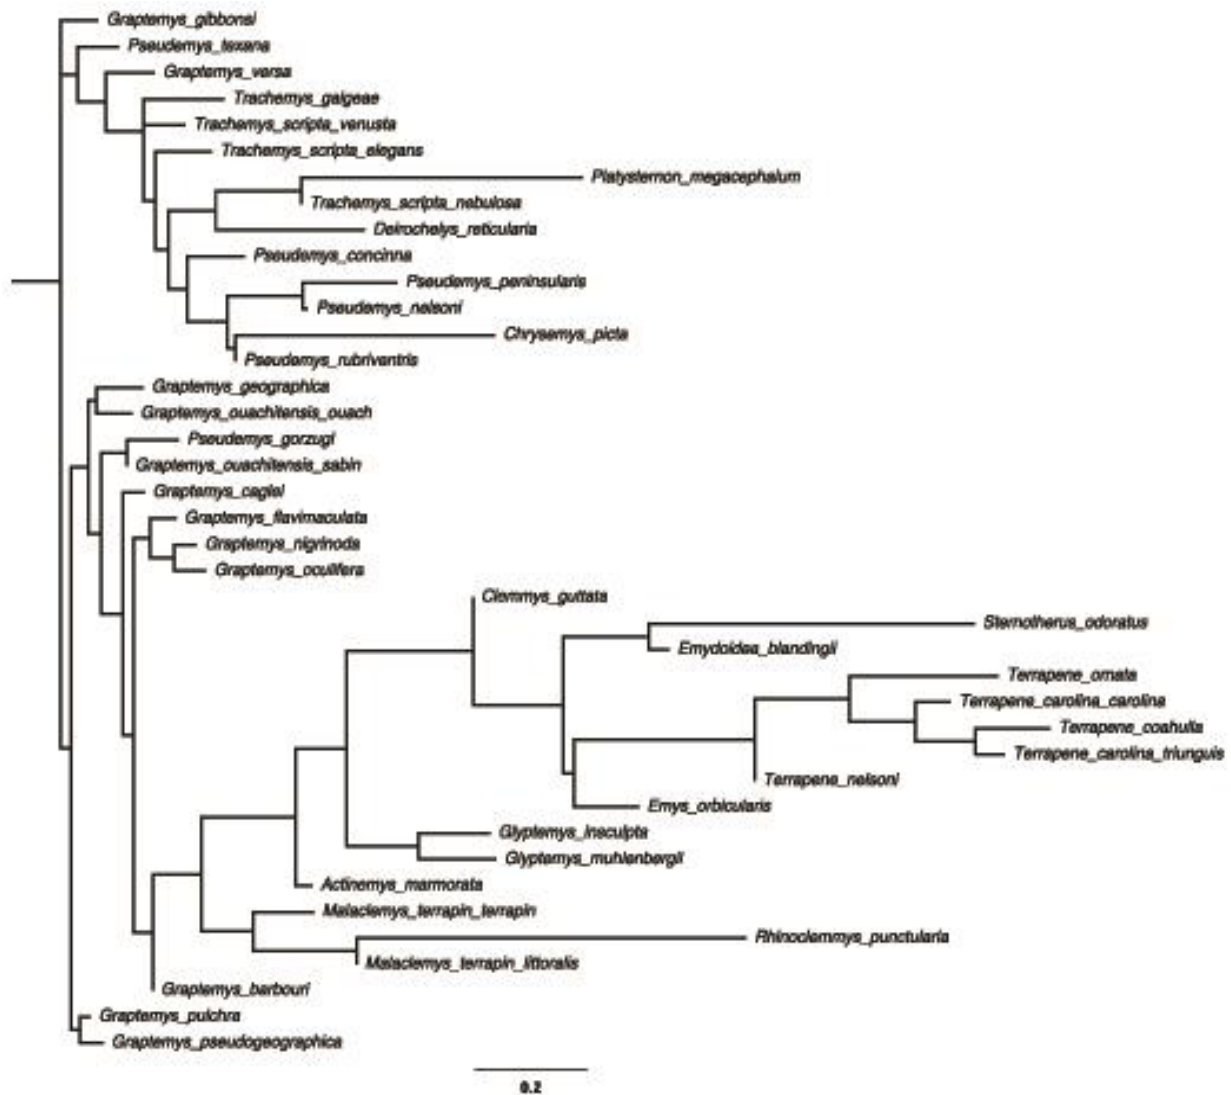 Graptemys_gibbonsi
Pseudemys_texana
Graptemys_versa
Trachemys_gaigeae
Trachemys_scripta_venusta
Trachemys_scripta_elegans
Platysternon_megacephalum
Trachemys_scripta_nebulosa
Deirochelys_reticularia
Pseudemys_concinna
Pseudemys_peninsularis
Pseudemys_nelsoni
Chrysemys_picta
Pseudemys_rubriventris
Graptemys_geographica
Graptemys_ouachitensis_ouach
Pseudemys_gorzugi
Graptemys_ouachitensis_sabin
Graptemys_caglei
Graptemys_flavimaculata
Graptemys_nigrinoda
Graptemys_oculifera
Clemmys_guttata
Sternotherus_odoratus
Emydoidea_blandingii
Terrapene_ornata
Terrapene_carolina_carolina
Terrapene_coahuila
Terrapene_carolina_triunguis
Terrapene_nelsoni
Emys_orbicularis
Glyptemys_insculpta
Glyptemys_muhlenbergii
Actinemys_marmorata
Malaclemys_terrapin_terrapin
Rhinoclemmys_punctularia
Malaclemys_terrapin_littoralis
Graptemys_barbouri
Graptemys_pulchra
Graptemys_pseudogeographica
0.2